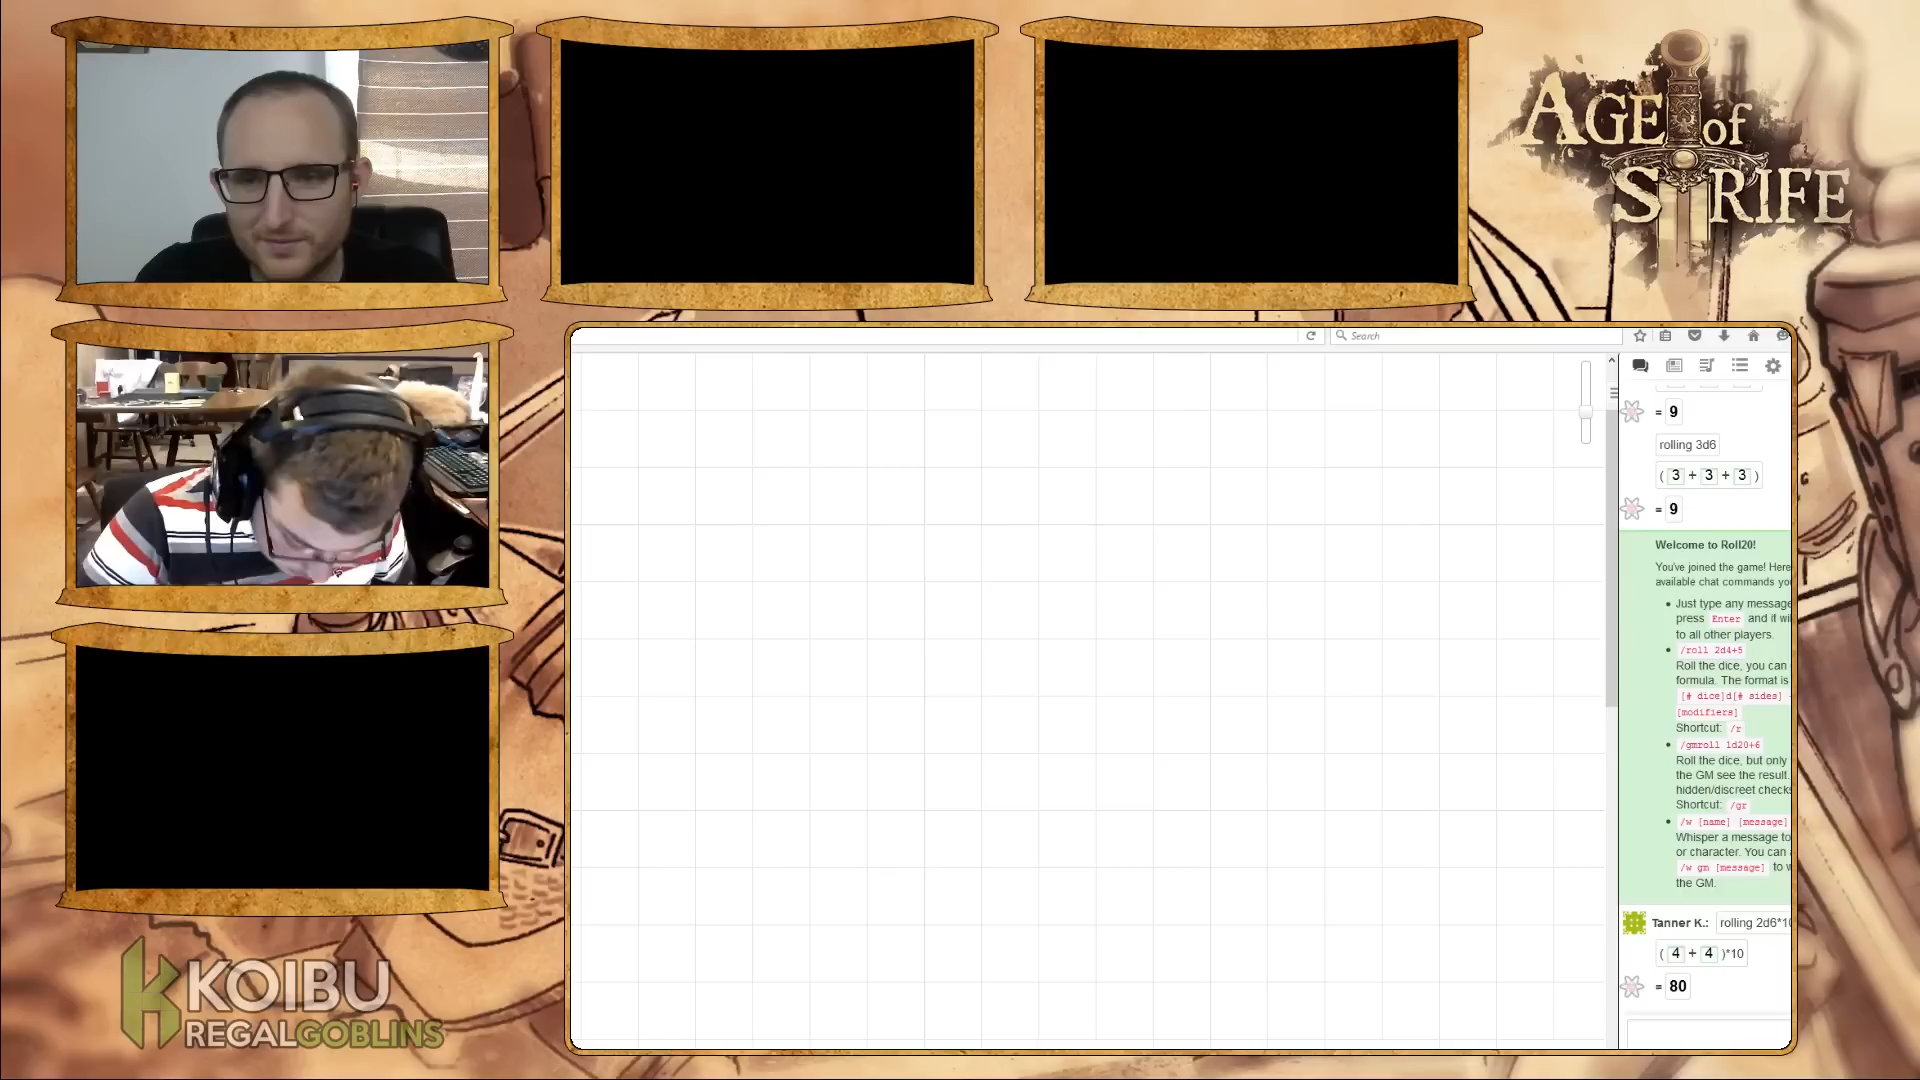 AGE of
STRIFE
Search
= 9
rolling 3d6
( 3 + 3 + 3 )
= 9
Welcome to Roll20!
You've joined the game! Here
available chat commands you
• Just type any message
press Enter and it wi
to all other players.
• /roll 2d4+5
Roll the dice, you can
formula. The format is
[# dice]d[# sides]
[modifiers]
Shortcut: /r
• /gmroll 1d20+6
Roll the dice, but only
the GM see the result.
hidden/discreet checks
Shortcut: /gr
• /w [name] [message]
Whisper a message to
or character. You can
/w gm [message] to w
the GM.
Tanner K.: rolling 2d6*10
( 4 + 4 )*10
= 80
KOIBU
REGALGOBLINS